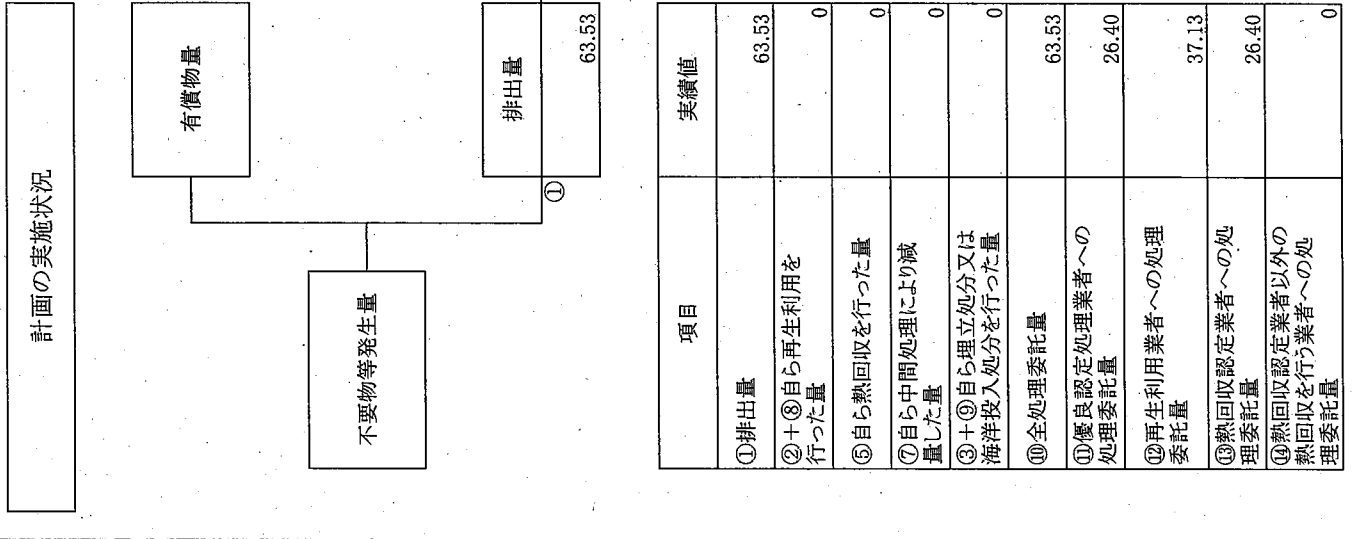 計画の実施状況
有償物量
不要物等発生量
排出量
①
63.53
項目
実績値
①排出量
63.53
②+⑧自ら再生利用を
行った量
0
⑤自ら熱回収を行った量
0
⑦自ら中間処理により減
量した量
0
③+⑨自ら埋立処分又は
海洋投入処分を行った量
0
⑩全処理委託量
63.53
⑪優良認定処理業者への
処理委託量
26.40
⑫再生利用業者への処理
委託量
37.13
⑬熱回収認定業者への処
理委託量
26.40
⑭熱回収認定業者以外の
熱回収を行う業者への処
理委託量
0